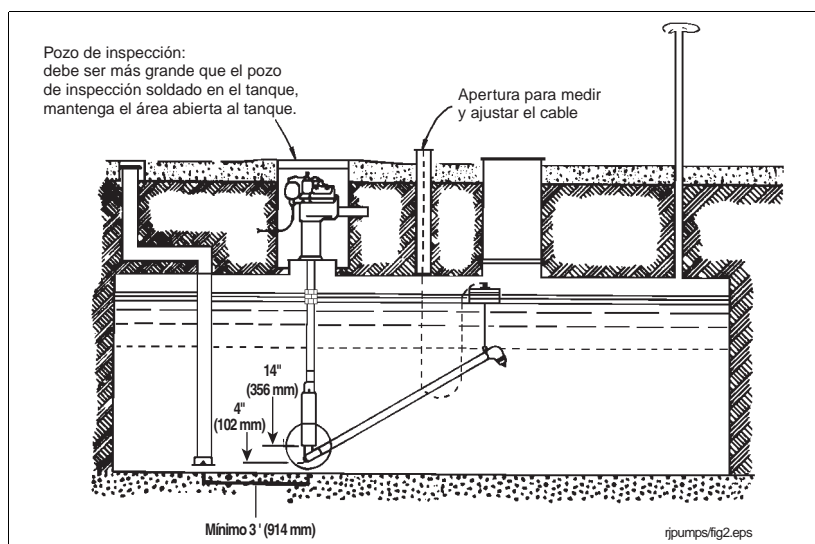 Pozo de inspección:
debe ser más grande que el pozo
de inspección soldado en el tanque,
mantenga el área abierta al tanque.
Apertura para medir
y ajustar el cable
14"
(356 mm)
4"
(102 mm)
Mínimo 3 ' (914 mm)
rjpumps/fig2.eps